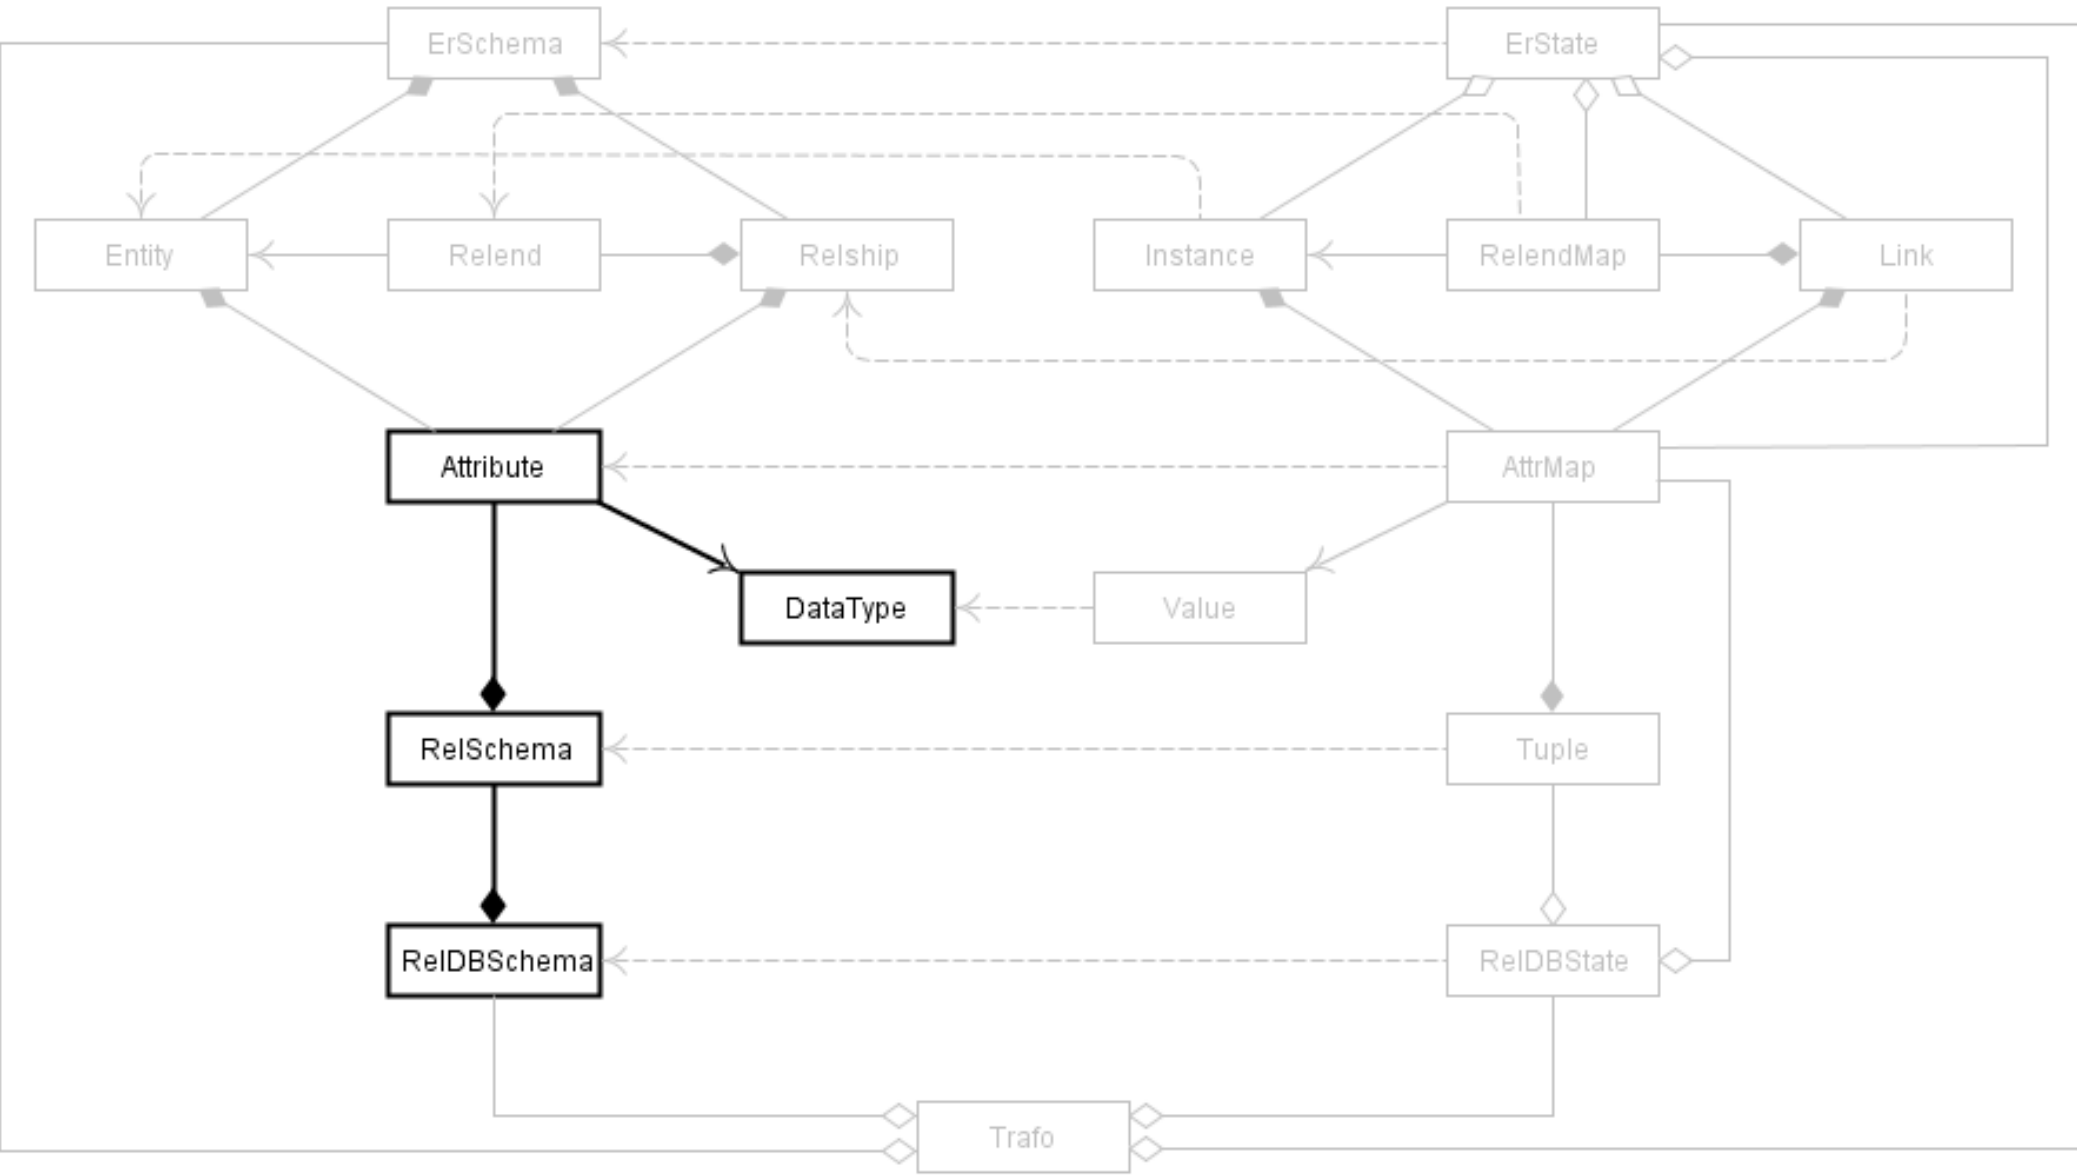 ErSchema
ErState
Entity
Relend
Relship
Instance
RelendMap
Link
Attribute
AttrMap
DataType
Value
RelSchema
Tuple
RelDBSchema
RelDBState
Trafo